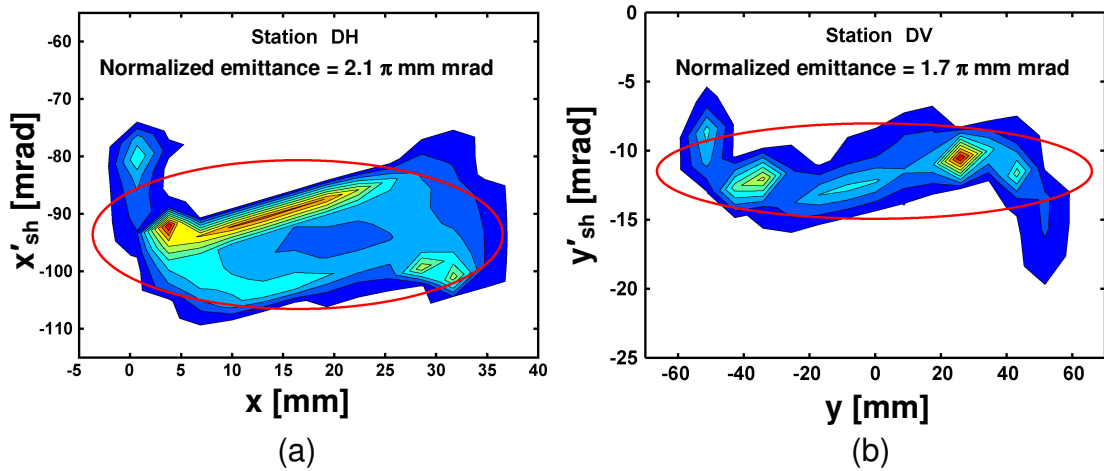 Station DH
Normalized emittance = 2.1 π mm mrad
-60
-70
-80
-90
-100
-110
-5
0
5
10
15
20
25
30
35
40
x′sh [mrad]
x [mm]
(a)
Station DV
Normalized emittance = 1.7 π mm mrad
0
-5
-10
-15
-20
-25
-60
-40
-20
0
20
40
60
y′sh [mrad]
y [mm]
(b)